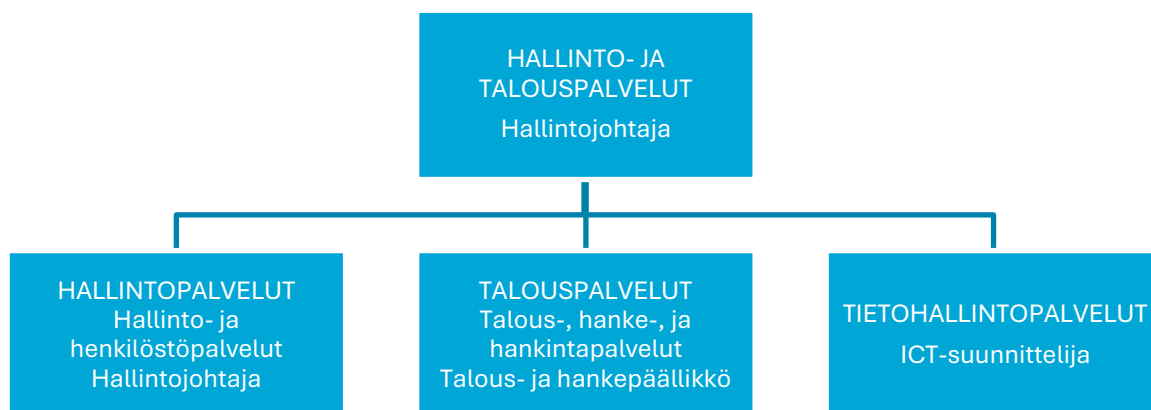 HALLINTO- JA
TALOUSPALVELUT
Hallintojohtaja
HALLINTOPALVELUT
Hallinto- ja
henkilöstöpalvelut
Hallintojohtaja
TALOUSPALVELUT
Talous-, hanke-, ja
hankintapalvelut
Talous- ja hankepäällikkö
TIETOHALLINTOPALVELUT
ICT-suunnittelija